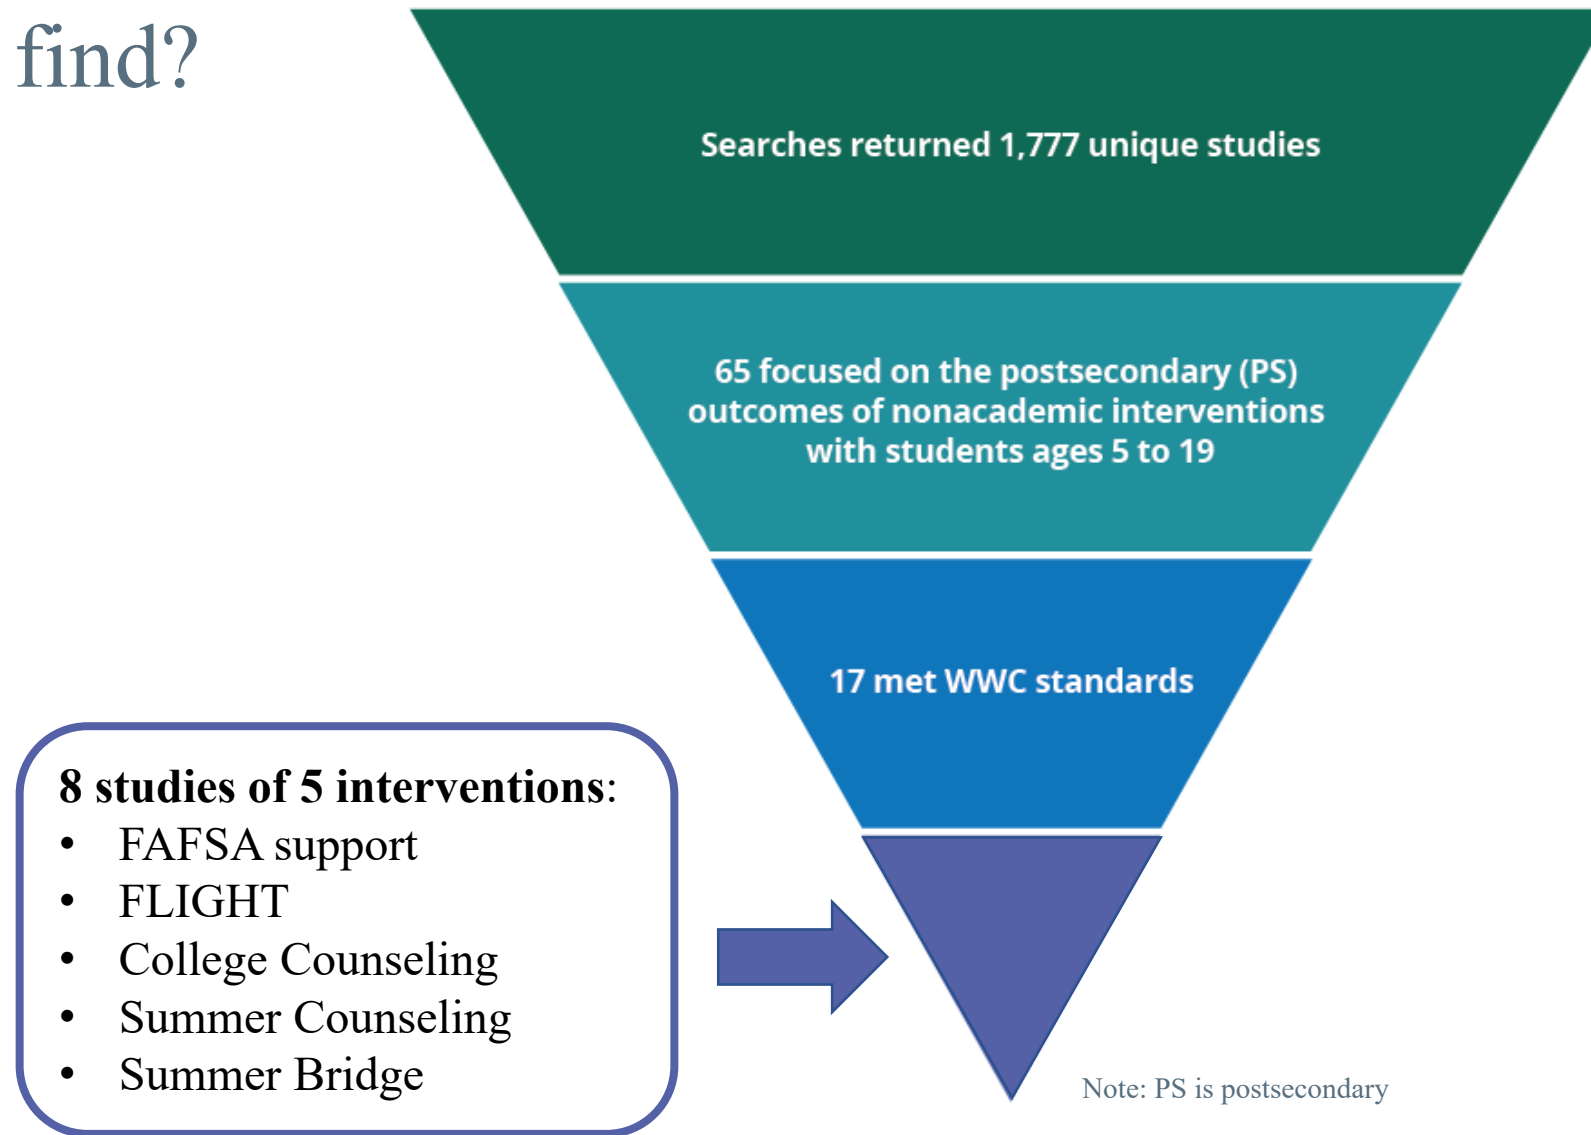 find?
Searches returned 1,777 unique studies
65 focused on the postsecondary (PS)
outcomes of nonacademic interventions
with students ages 5 to 19
17 met WWC standards
8 studies of 5 interventions:
• FAFSA support
• FLIGHT
• College Counseling
• Summer Counseling
• Summer Bridge
Note: PS is postsecondary